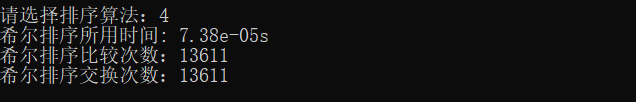 请选择排序算法：4
希尔排序所用时间: 7.38e-05s
希尔排序比较次数：13611
希尔排序交换次数：13611